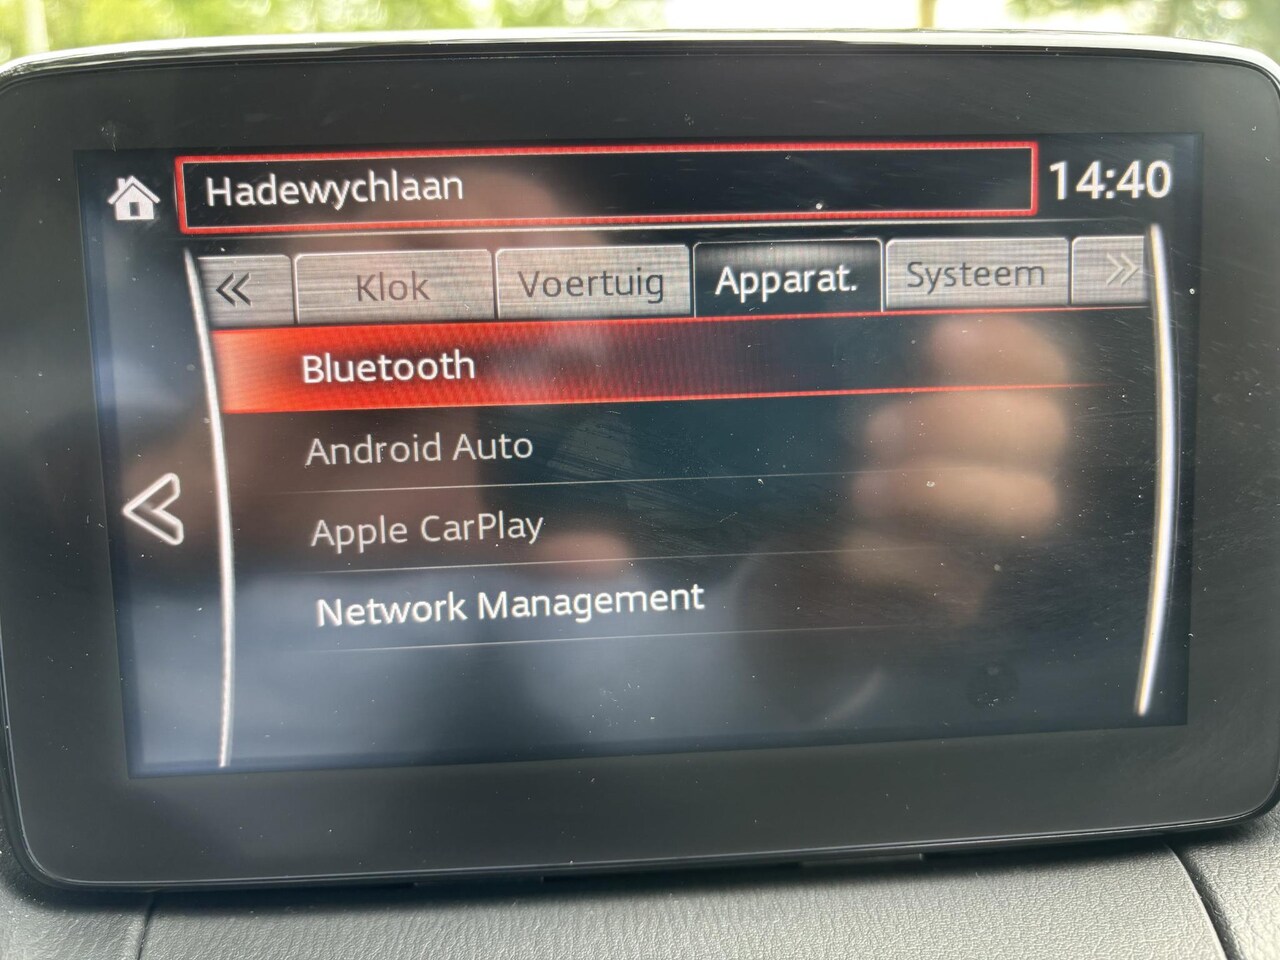 Hadewychlaan 14:40
« Klok Voertuig Apparat. Systeem »
Bluetooth
Android Auto
Apple CarPlay
Network Management